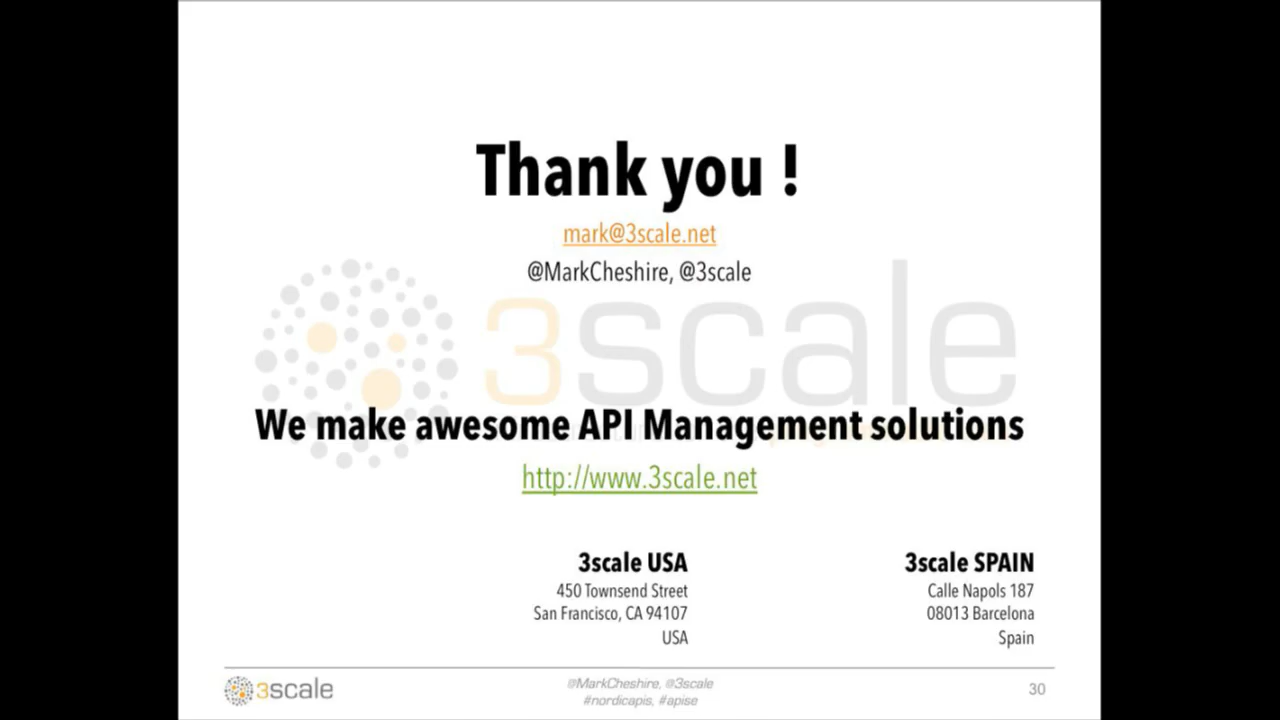 Thank you !
mark@3scale.net
@MarkCheshire, @3scale
3scale
We make awesome API Management solutions
http://www.3scale.net
3scale USA
450 Townsend Street
San Francisco, CA 94107
USA
3scale SPAIN
Calle Napols 187
08013 Barcelona
Spain
3scale
@MarkCheshire, @3scale
#nordicapis, #apise
30